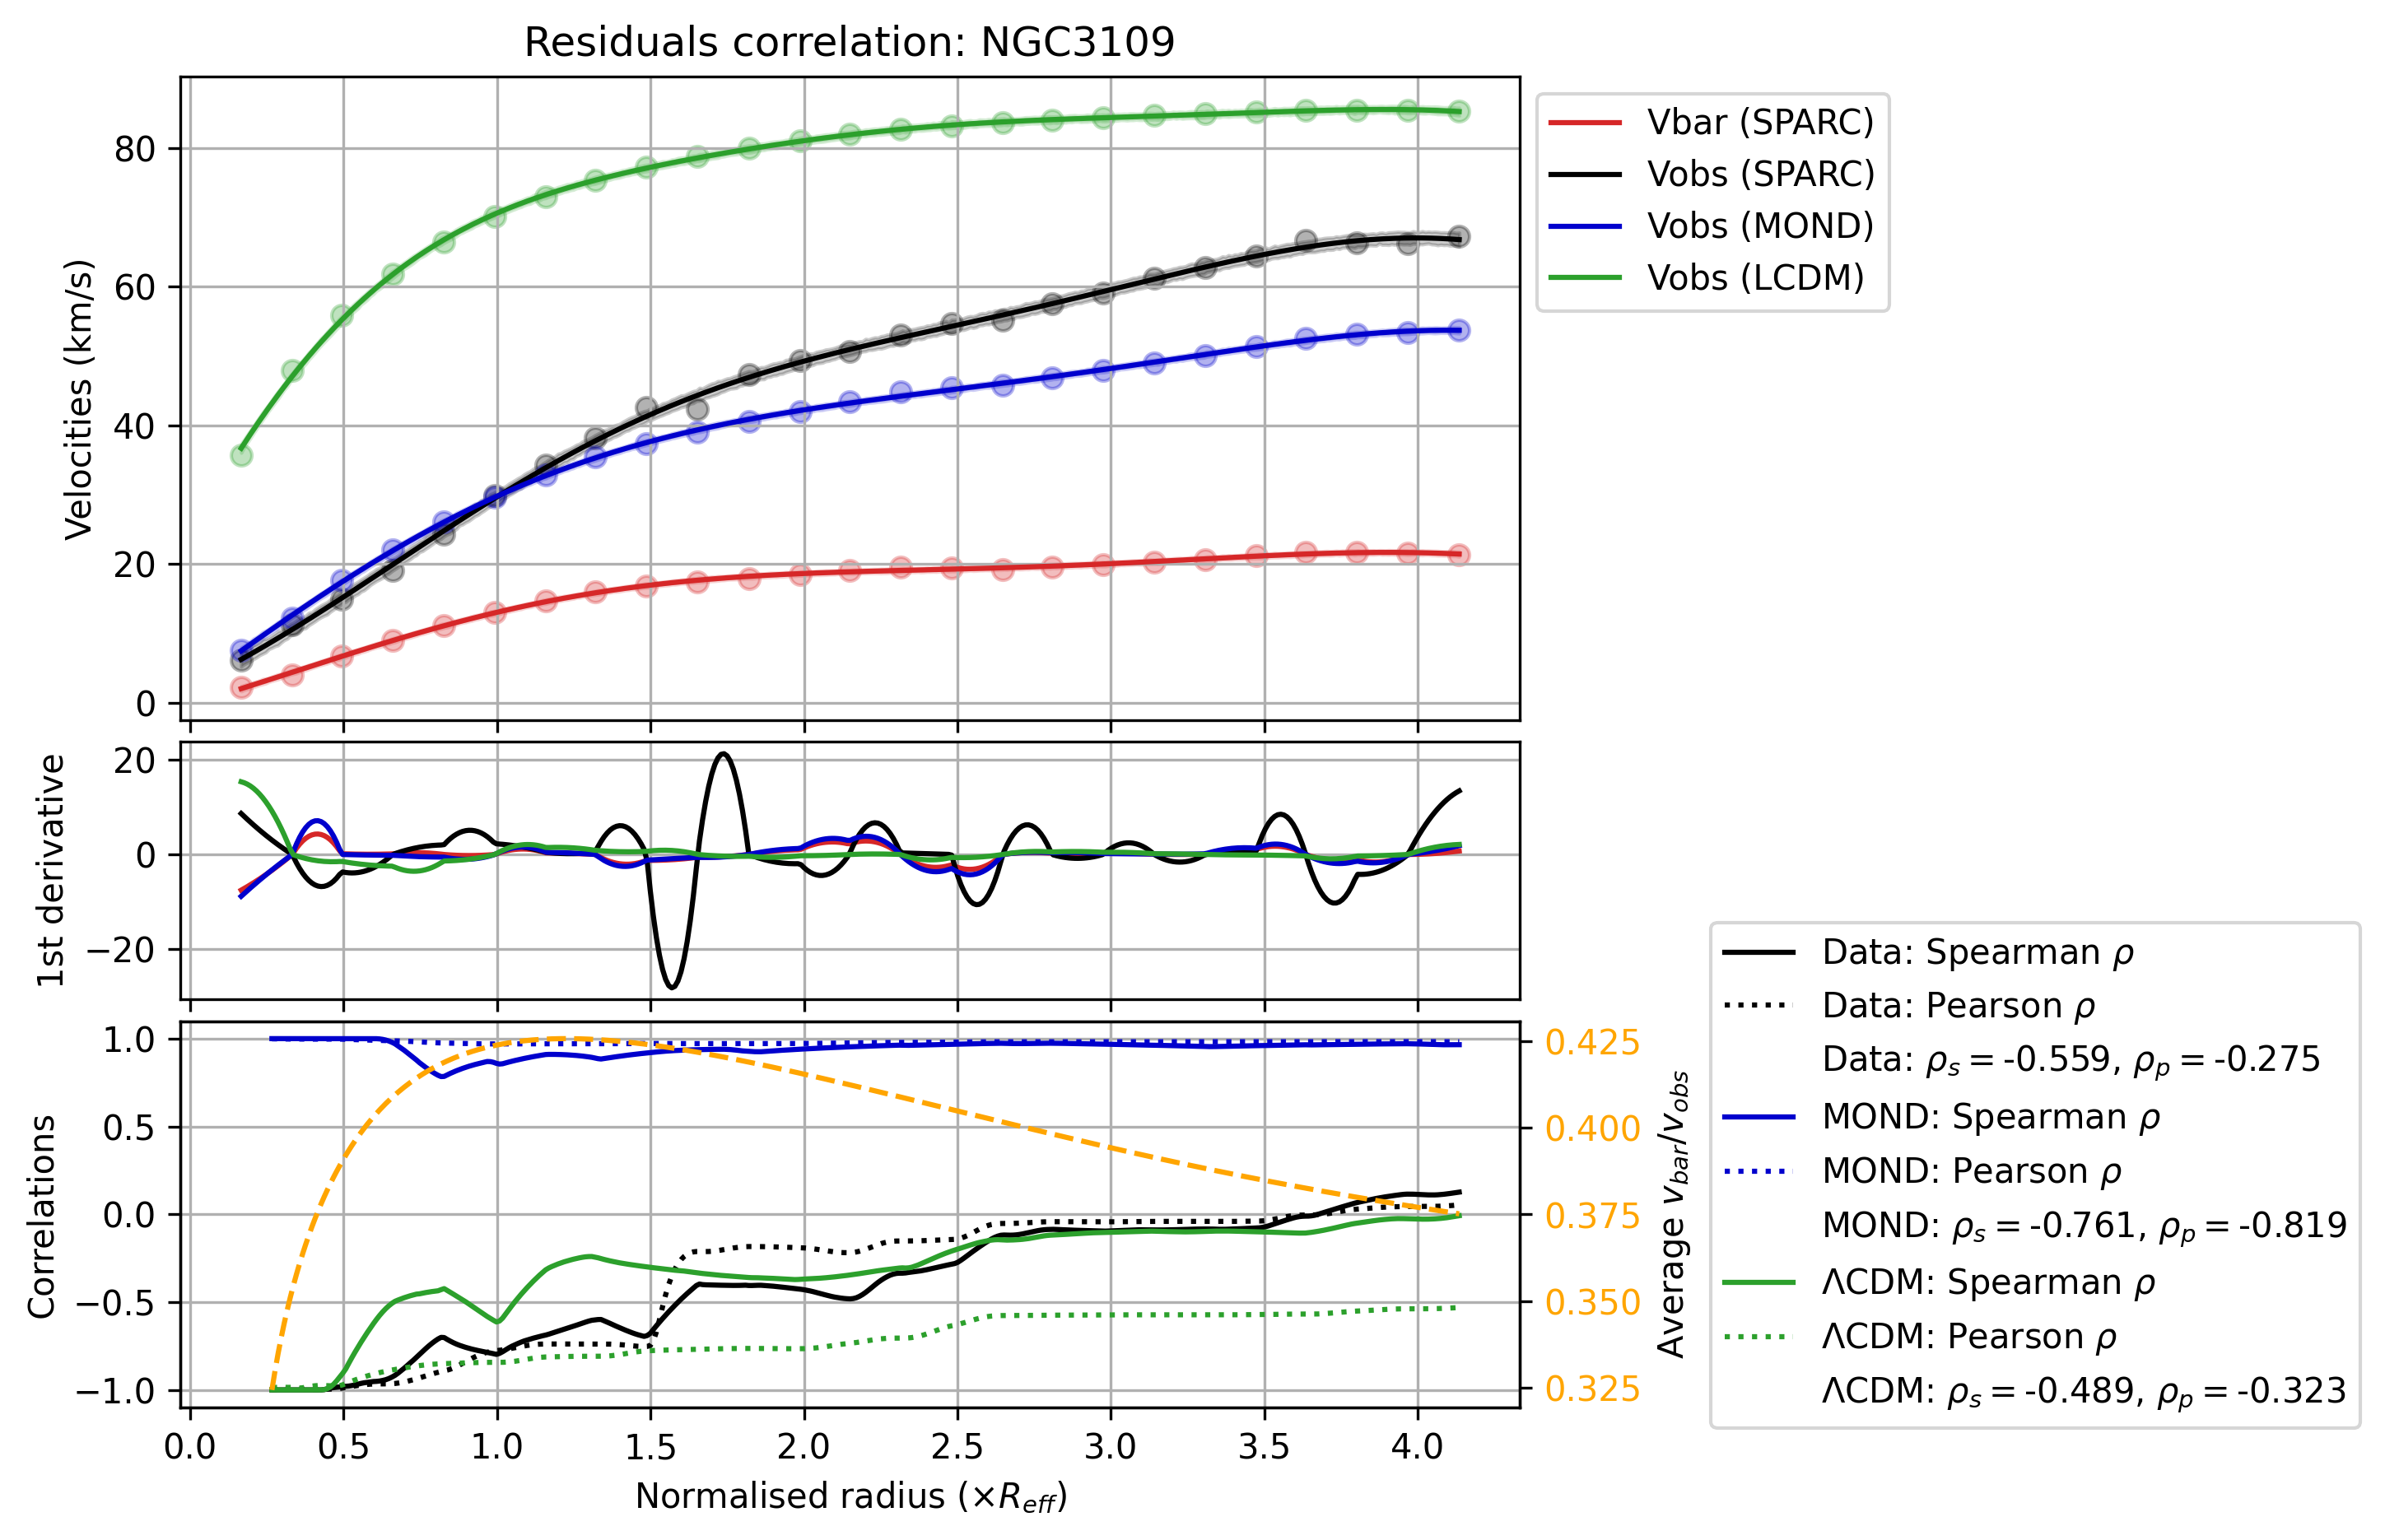 Residuals correlation: NGC3109
Velocities (km/s)
80
60
40
20
0
Vbar (SPARC)
Vobs (SPARC)
Vobs (MOND)
Vobs (LCDM)
1st derivative
20
0
−20
Correlations
1.0
0.5
0.0
−0.5
−1.0
0.425
0.400
0.375
0.350
0.325
Average v_bar/v_obs
0.0 0.5 1.0 1.5 2.0 2.5 3.0 3.5 4.0
Normalised radius (×R_eff)
Data: Spearman ρ
Data: Pearson ρ
Data: ρ_s = -0.559, ρ_p = -0.275
MOND: Spearman ρ
MOND: Pearson ρ
MOND: ρ_s = -0.761, ρ_p = -0.819
ΛCDM: Spearman ρ
ΛCDM: Pearson ρ
ΛCDM: ρ_s = -0.489, ρ_p = -0.323